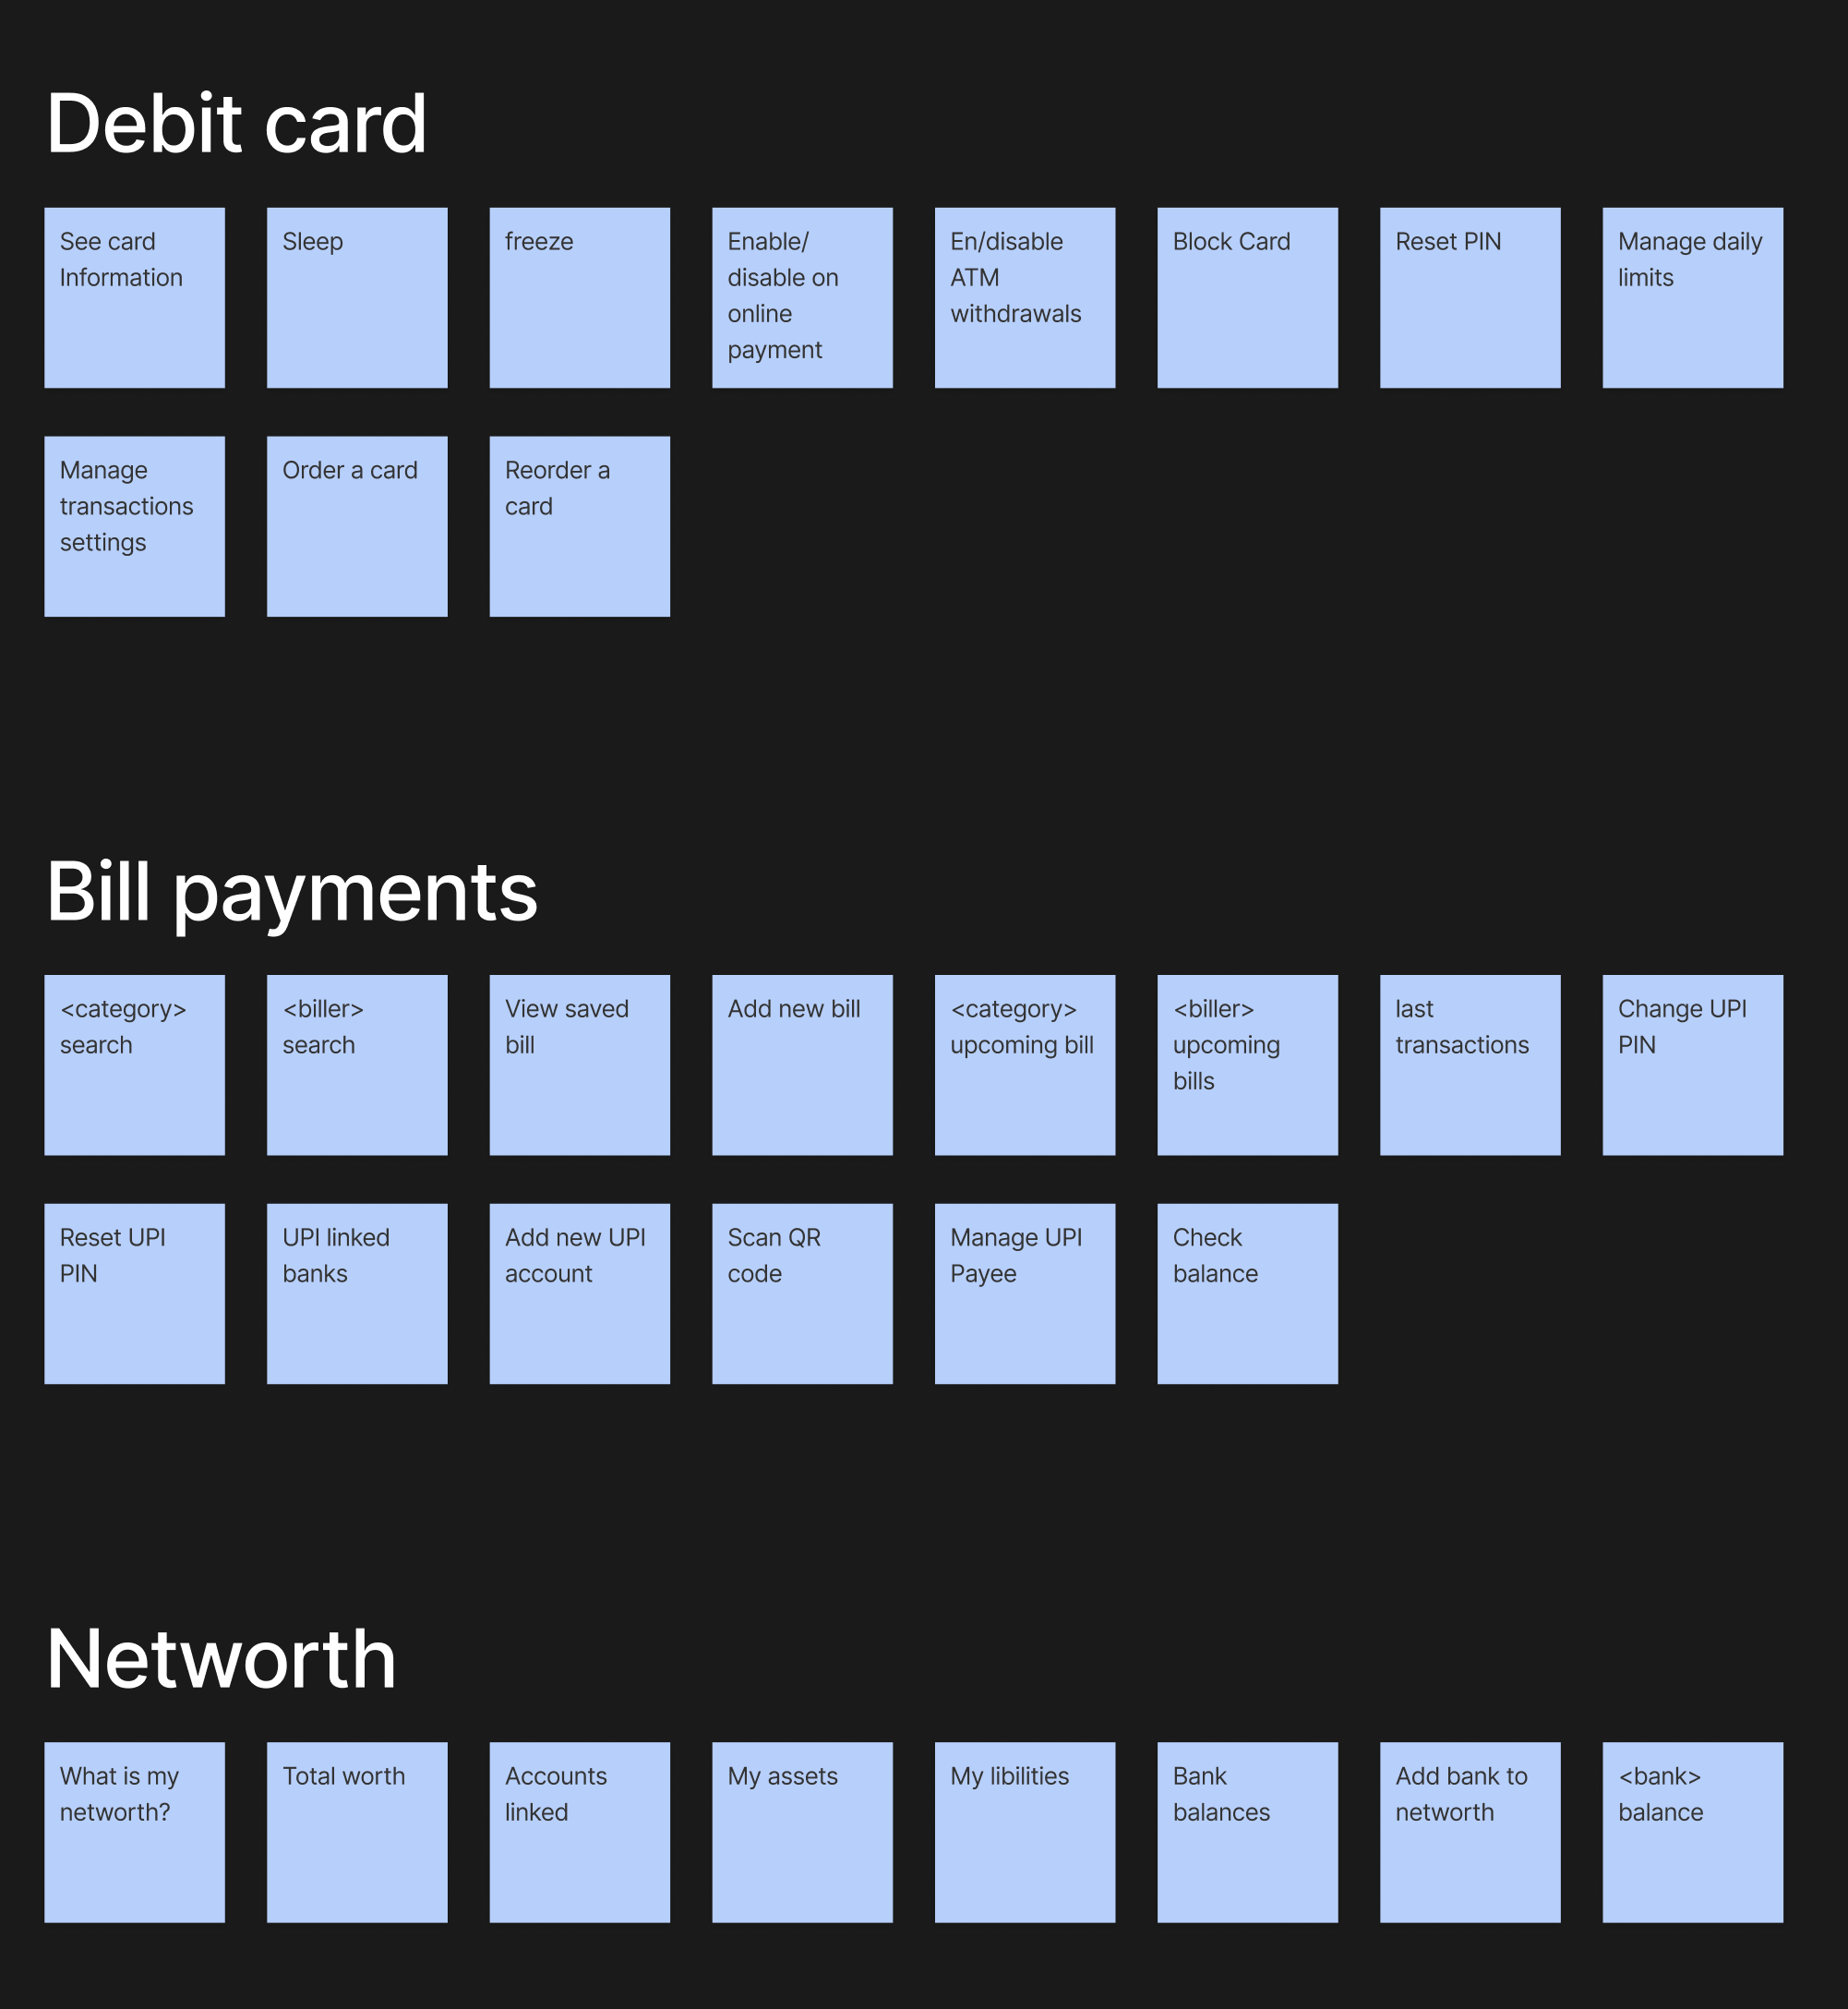 Debit card
See card
Information
Sleep
freeze
Enable/
disable on
online
payment
En/disable
ATM
withdrawals
Block Card
Reset PIN
Manage daily
limits
Manage
transactions
settings
Order a card
Reorder a
card
Bill payments
<category>
search
<biller>
search
View saved
bill
Add new bill
<category>
upcoming bill
<biller>
upcoming
bills
last
transactions
Change UPI
PIN
Reset UPI
PIN
UPI linked
banks
Add new UPI
account
Scan QR
code
Manage UPI
Payee
Check
balance
Networth
What is my
networth?
Total worth
Accounts
linked
My assets
My libilities
Bank
balances
Add bank to
networth
<bank>
balance